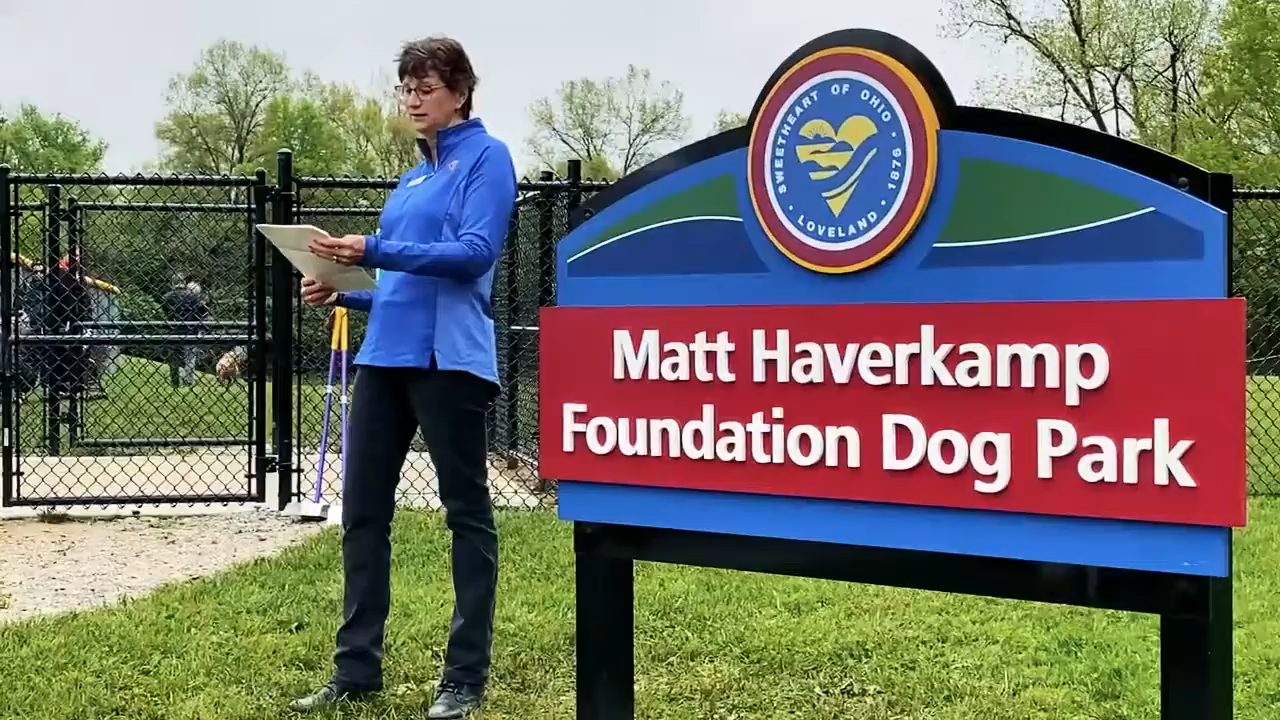 SWEETHEART OF OHIO · 1876 ·
LOVELAND ·
Matt Haverkamp
Foundation Dog Park